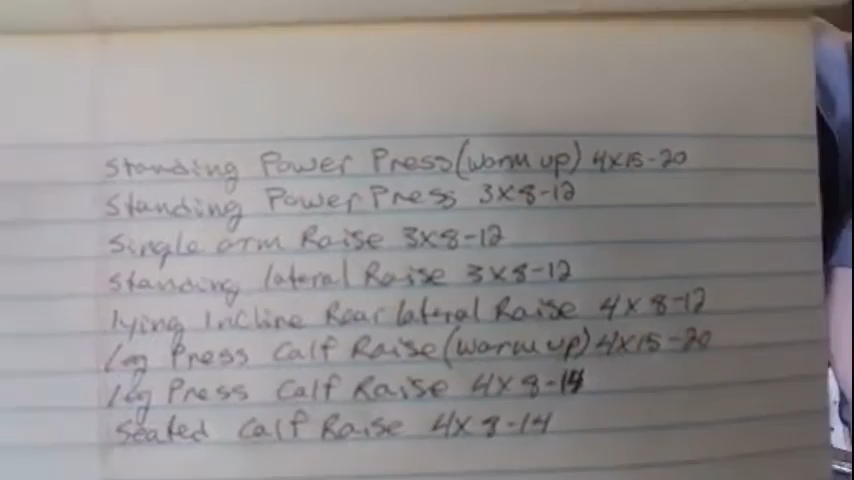 Standing Power Press (warm up) 4x15-20
Standing Power Press 3x8-12
Single arm Raise 3x8-12
Standing lateral Raise 3x8-12
lying Incline Rear lateral Raise 4x8-12
leg Press Calf Raise (warm up) 4x15-20
leg Press Calf Raise 4x8-14
Seated Calf Raise 4x8-14